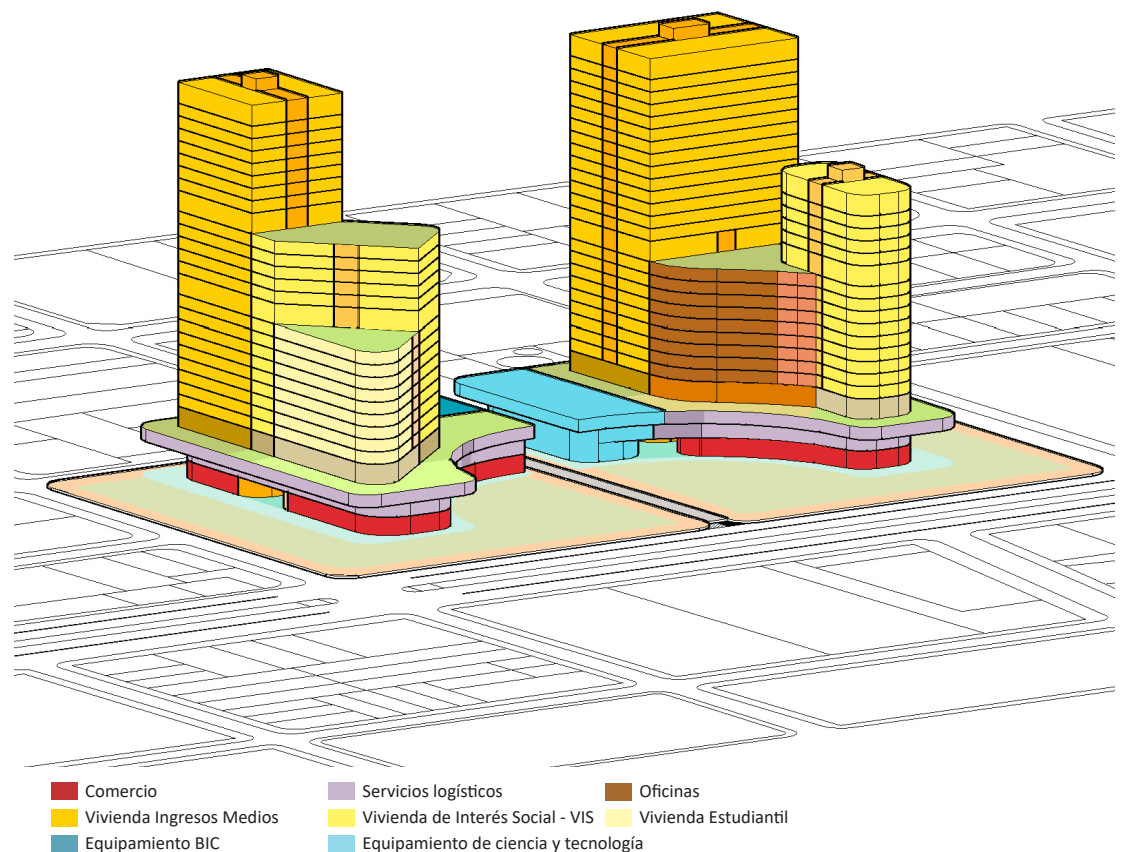 Comercio
Servicios logísticos
Oficinas
Vivienda Ingresos Medios
Vivienda de Interés Social - VIS
Vivienda Estudiantil
Equipamiento BIC
Equipamiento de ciencia y tecnología